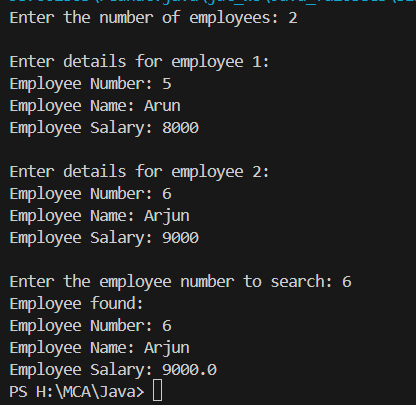 Enter the number of employees: 2
Enter details for employee 1:
Employee Number: 5
Employee Name: Arun
Employee Salary: 8000
Enter details for employee 2:
Employee Number: 6
Employee Name: Arjun
Employee Salary: 9000
Enter the employee number to search: 6
Employee found:
Employee Number: 6
Employee Name: Arjun
Employee Salary: 9000.0
PS H:\MCA\Java>